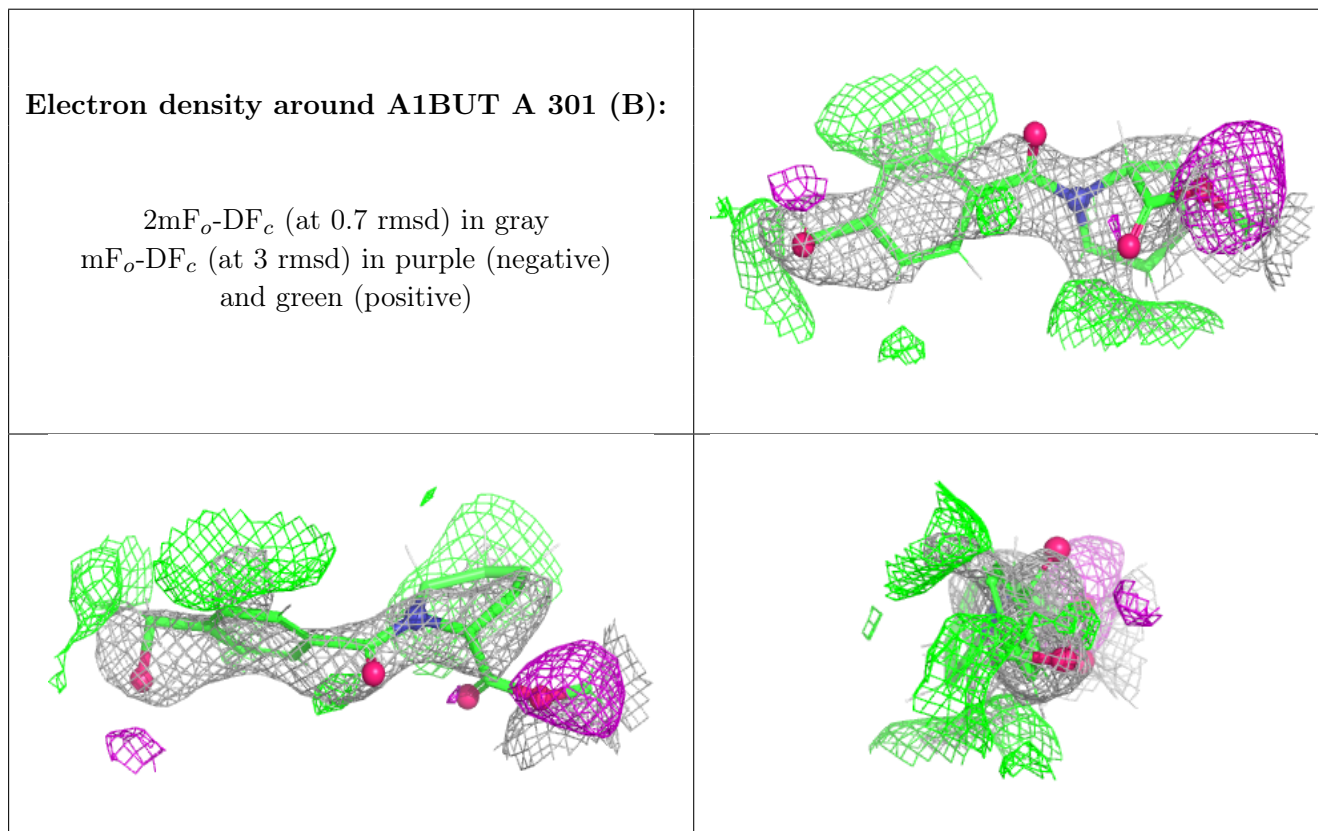 Electron density around A1BUT A 301 (B):
2mFo-DFc (at 0.7 rmsd) in gray
mFo-DFc (at 3 rmsd) in purple (negative)
and green (positive)